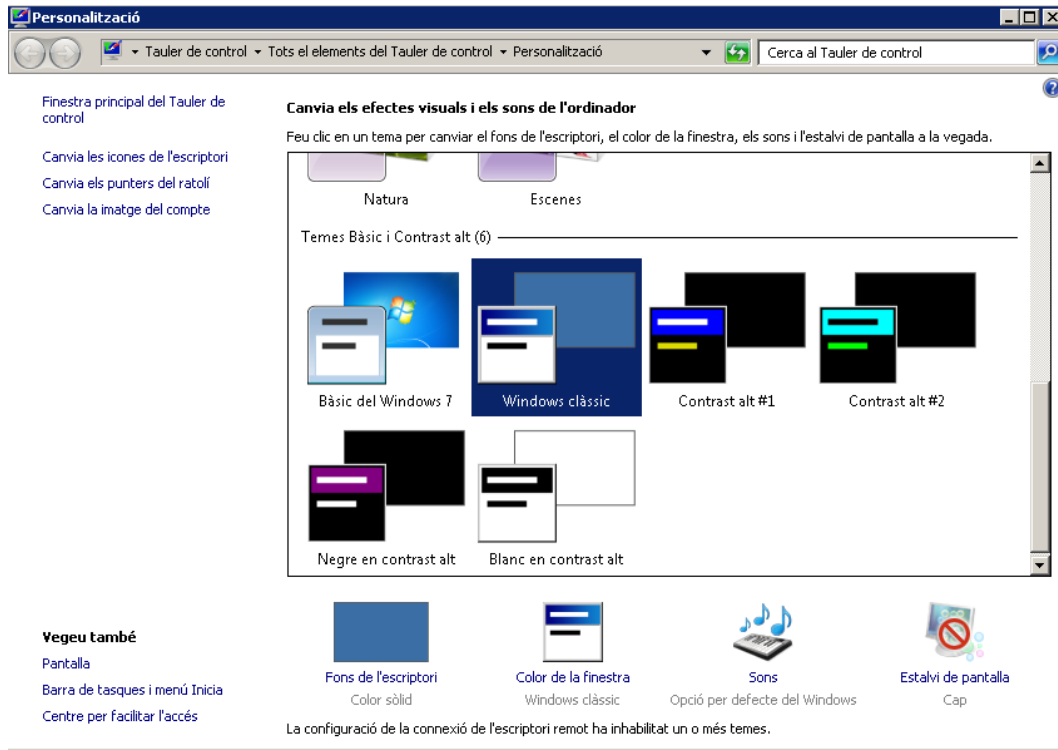 Personalització
Tauler de control Tots el elements del Tauler de control Personalització
Cerca al Tauler de control
Finestra principal del Tauler de
control
Canvia les icones de l'escriptori
Canvia els punters del ratolí
Canvia la imatge del compte
Canvia els efectes visuals i els sons de l'ordinador
Feu clic en un tema per canviar el fons de l'escriptori, el color de la finestra, els sons i l'estalvi de pantalla a la vegada.
Natura
Escenes
Temes Bàsic i Contrast alt (6)
Bàsic del Windows 7
Windows clàssic
Contrast alt #1
Contrast alt #2
Negre en contrast alt
Blanc en contrast alt
Fons de l'escriptori
Color sòlid
Color de la finestra
Windows clàssic
Sons
Opció per defecte del Windows
Estalvi de pantalla
Cap
Vegeu també
Pantalla
Barra de tasques i menú Inicia
Centre per facilitar l'accés
La configuració de la connexió de l'escriptori remot ha inhabilitat un o més temes.